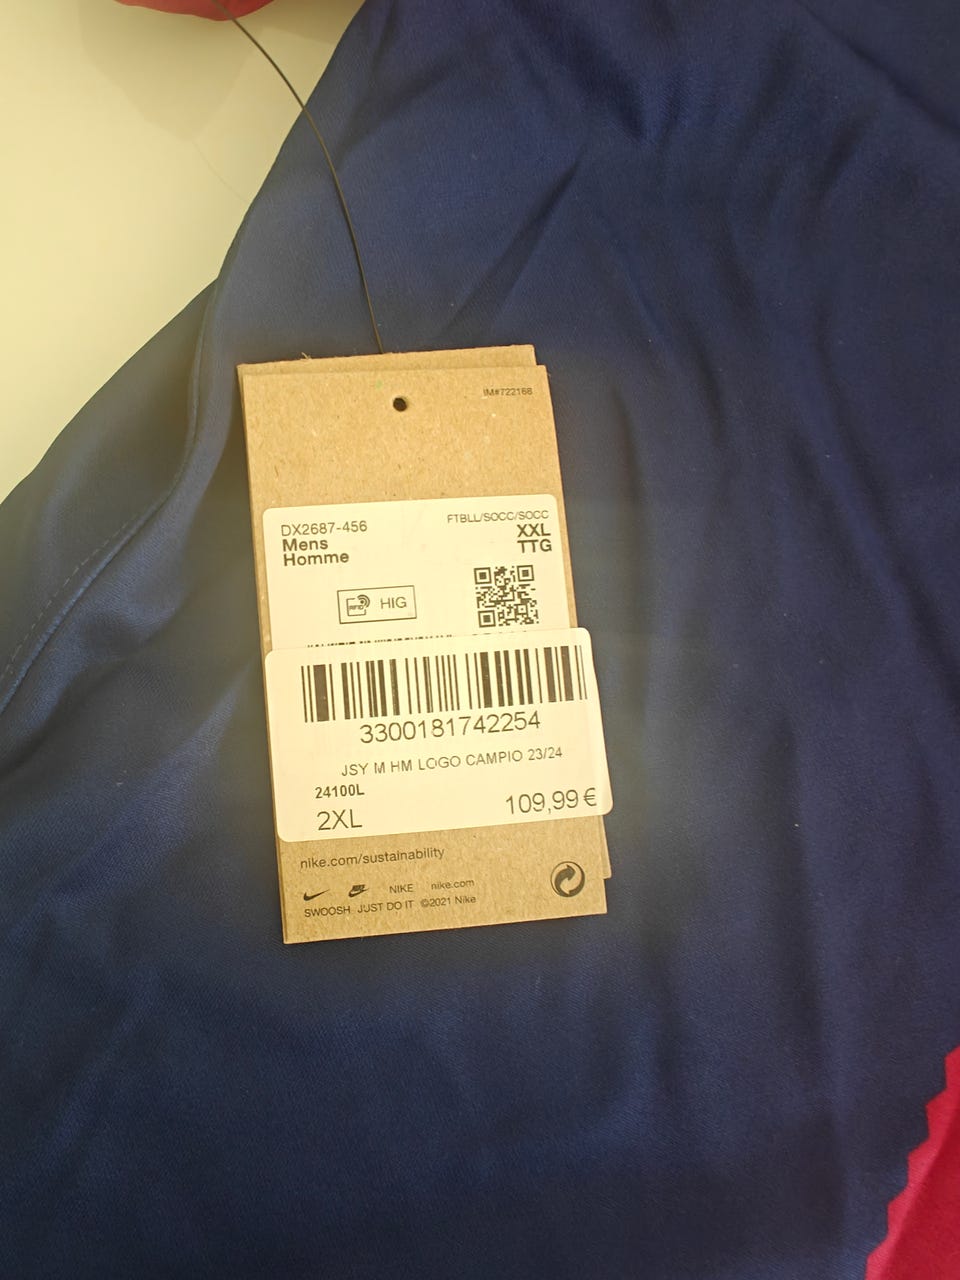 IM#722168
DX2687-456
FTBLL/SOCC/SOCC
Mens
XXL
Homme
TTG
RFID HIG
3300181742254
JSY M HM LOGO CAMPIO 23/24
24100L
2XL
109,99€
nike.com/sustainability
NIKE nike.com
SWOOSH JUST DO IT ©2021 Nike